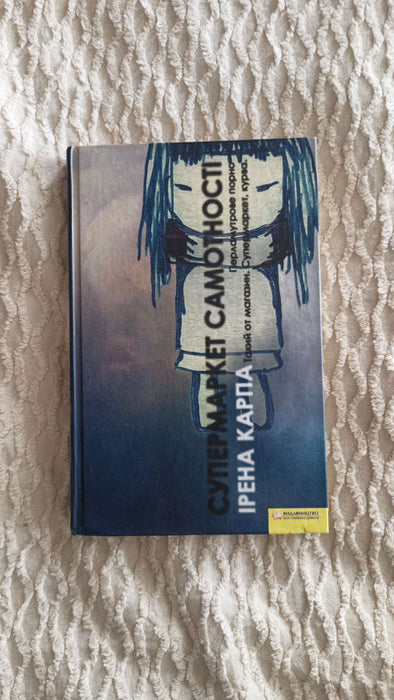 СУПЕРМАРКЕТ САМОТНОСТІ
Перламутрове порно
ІРЕНА КАРПА
Такий от магазин. Супермаркет, курва.
ВИДАВНИЦТВО